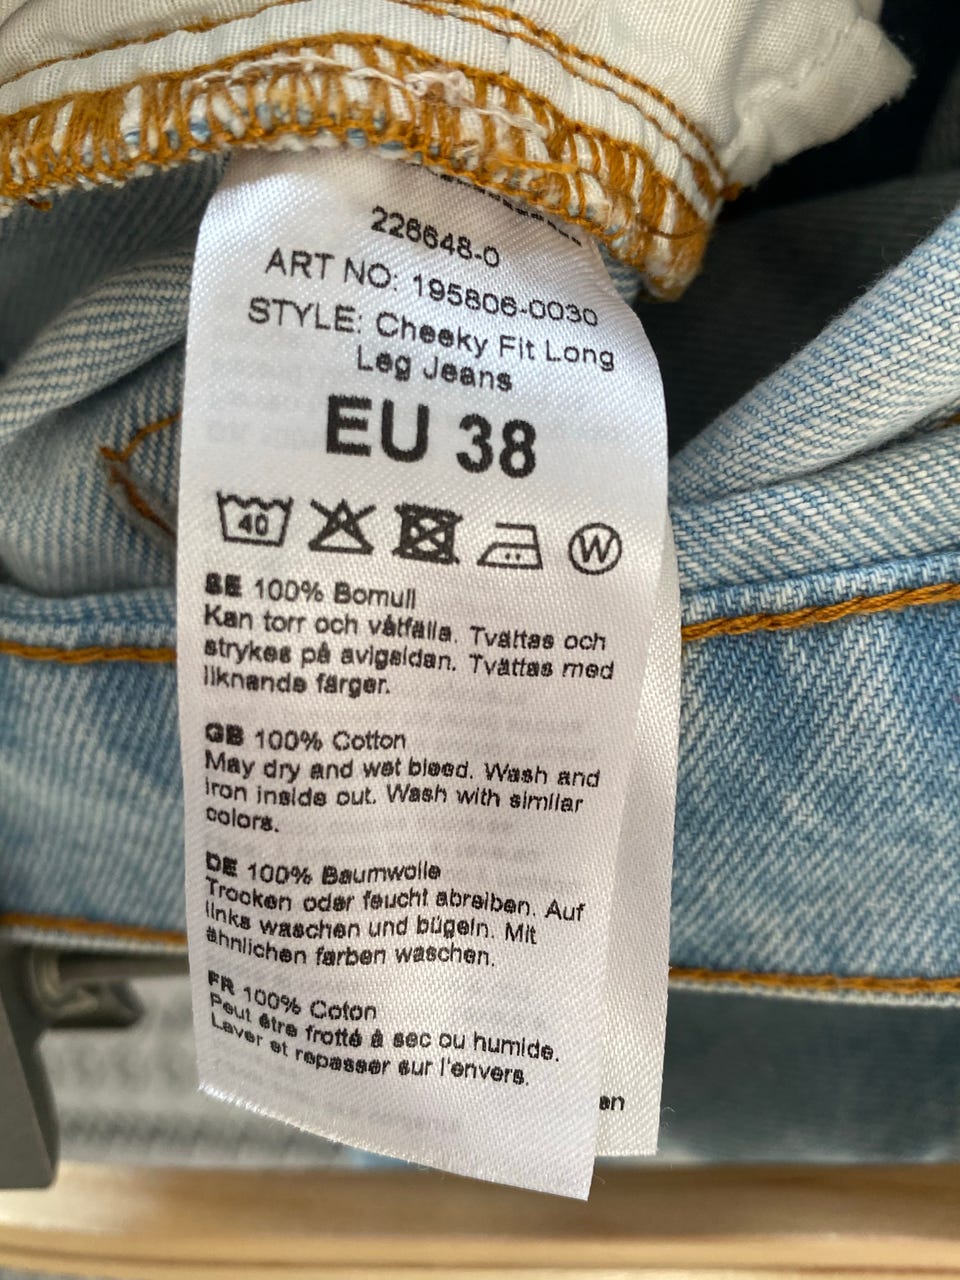 226648-0
ART NO: 195806-0030
STYLE: Cheeky Fit Long
Leg Jeans
EU 38
40
W
SE 100% Bomull
Kan torr och våtfälla. Tvättas och
strykes på avigsidan. Tvättas med
liknande färger.
GB 100% Cotton
May dry and wet bleed. Wash and
iron inside out. Wash with similar
colors.
DE 100% Baumwolle
Trocken oder feucht abreiben. Auf
links waschen und bügeln. Mit
ähnlichen farben waschen.
FR 100% Coton
Peut être frotté à sec ou humide.
Laver et repasser sur l'envers.